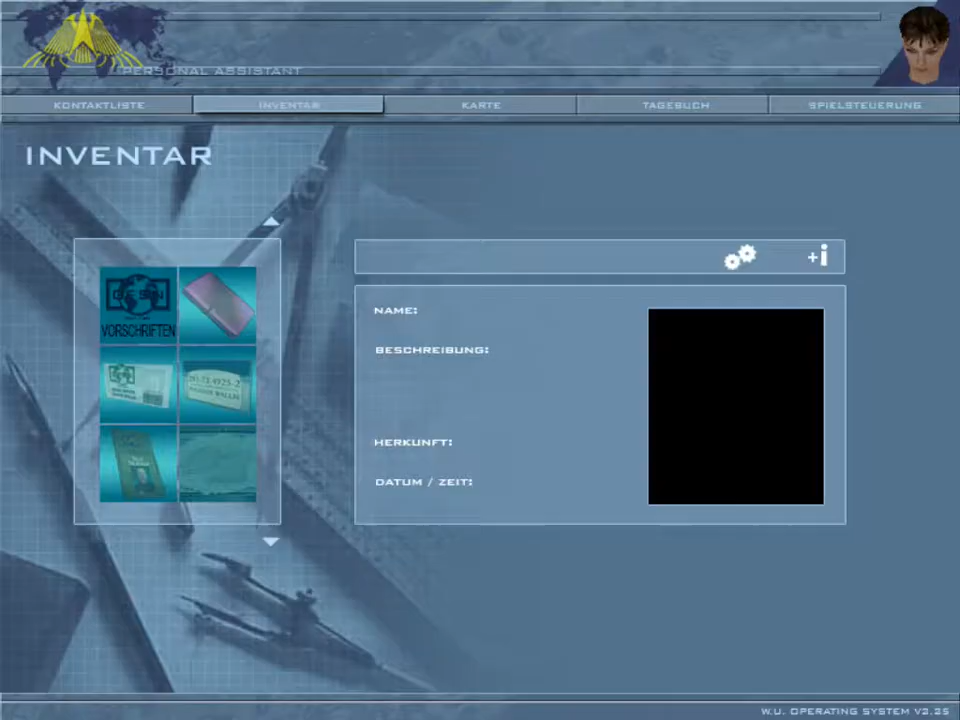 PERSONAL ASSISTANT
KONTAKTLISTE
INVENTAR
KARTE
TAGEBUCH
SPIELSTEUERUNG
INVENTAR
+i
VORSCHRIFTEN
NAME:
BESCHREIBUNG:
HERKUNFT:
DATUM / ZEIT:
W.U. OPERATING SYSTEM V2.25